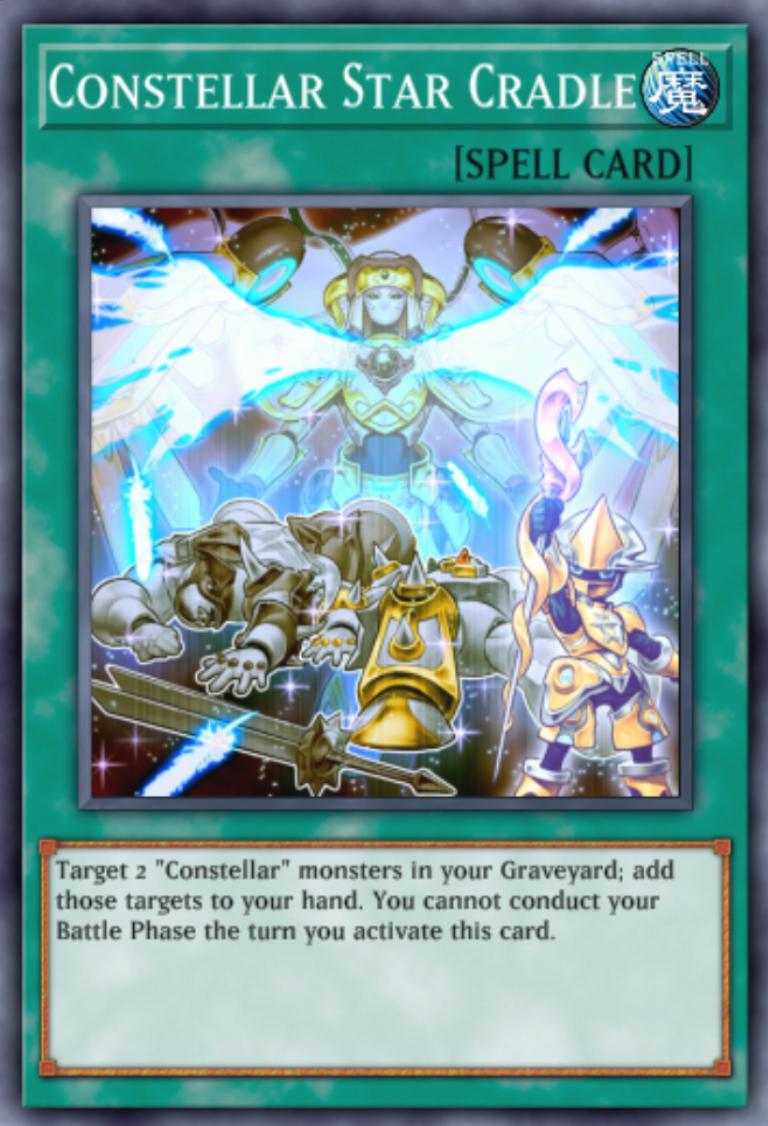 Constellar Star Cradle
SPELL
魔
[SPELL CARD]
Target 2 "Constellar" monsters in your Graveyard; add
those targets to your hand. You cannot conduct your
Battle Phase the turn you activate this card.